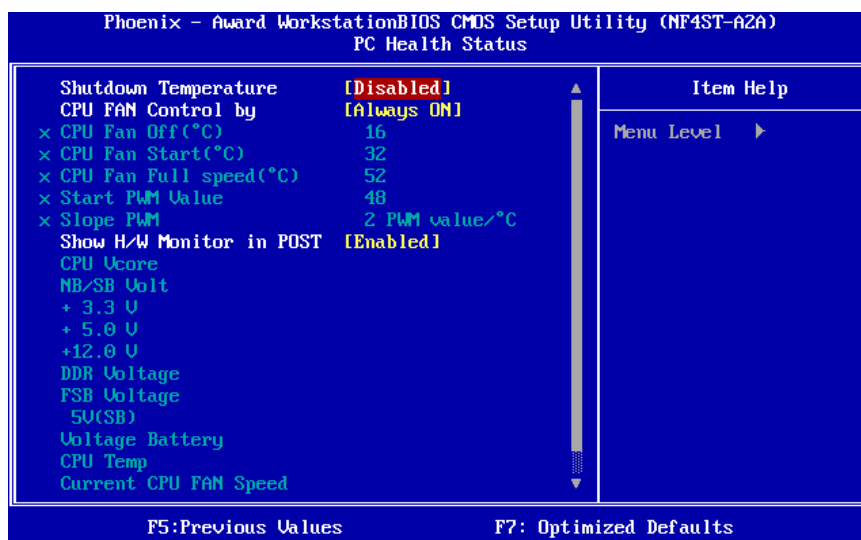 Phoenix - Award WorkstationBIOS CMOS Setup Utility (NF4ST-A2A)
PC Health Status
Shutdown Temperature [Disabled]
CPU FAN Control by [Always ON]
x CPU Fan Off(°C) 16
x CPU Fan Start(°C) 32
x CPU Fan Full speed(°C) 52
x Start PWM Value 48
x Slope PWM 2 PWM value/°C
Show H/W Monitor in POST [Enabled]
CPU Vcore
NB/SB Volt
+ 3.3 V
+ 5.0 V
+12.0 V
DDR Voltage
FSB Voltage
5V(SB)
Voltage Battery
CPU Temp
Current CPU FAN Speed
Item Help
Menu Level
F5:Previous Values F7: Optimized Defaults